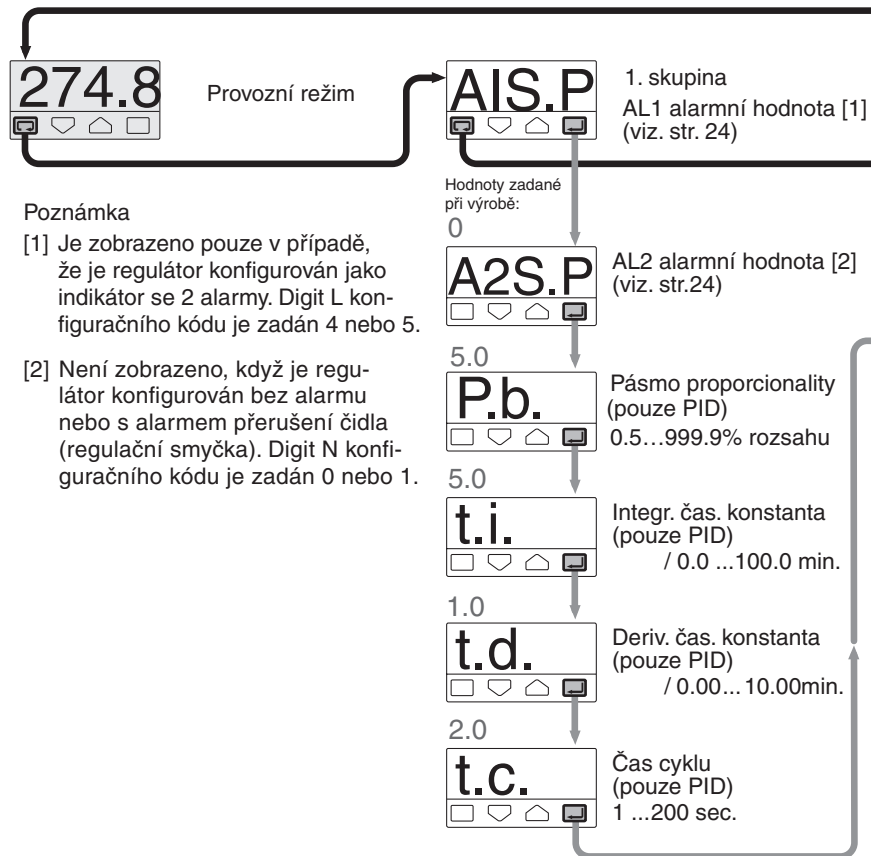 274.8
Provozní režim
AIS.P
1. skupina
AL1 alarmní hodnota [1]
(viz. str. 24)
Poznámka
[1] Je zobrazeno pouze v případě,
že je regulátor konfigurován jako
indikátor se 2 alarmy. Digit L kon-
figuračního kódu je zadán 4 nebo 5.
[2] Není zobrazeno, když je regu-
látor konfigurován bez alarmu
nebo s alarmem přerušení čidla
(regulační smyčka). Digit N konfi-
guračního kódu je zadán 0 nebo 1.
Hodnoty zadané
při výrobě:
0
A2S.P
AL2 alarmní hodnota [2]
(viz. str.24)
5.0
P.b.
Pásmo proporcionality
(pouze PID)
0.5...999.9% rozsahu
5.0
t.i.
Integr. čas. konstanta
(pouze PID)
/ 0.0 ...100.0 min.
1.0
t.d.
Deriv. čas. konstanta
(pouze PID)
/ 0.00... 10.00min.
2.0
t.c.
Čas cyklu
(pouze PID)
1 ...200 sec.